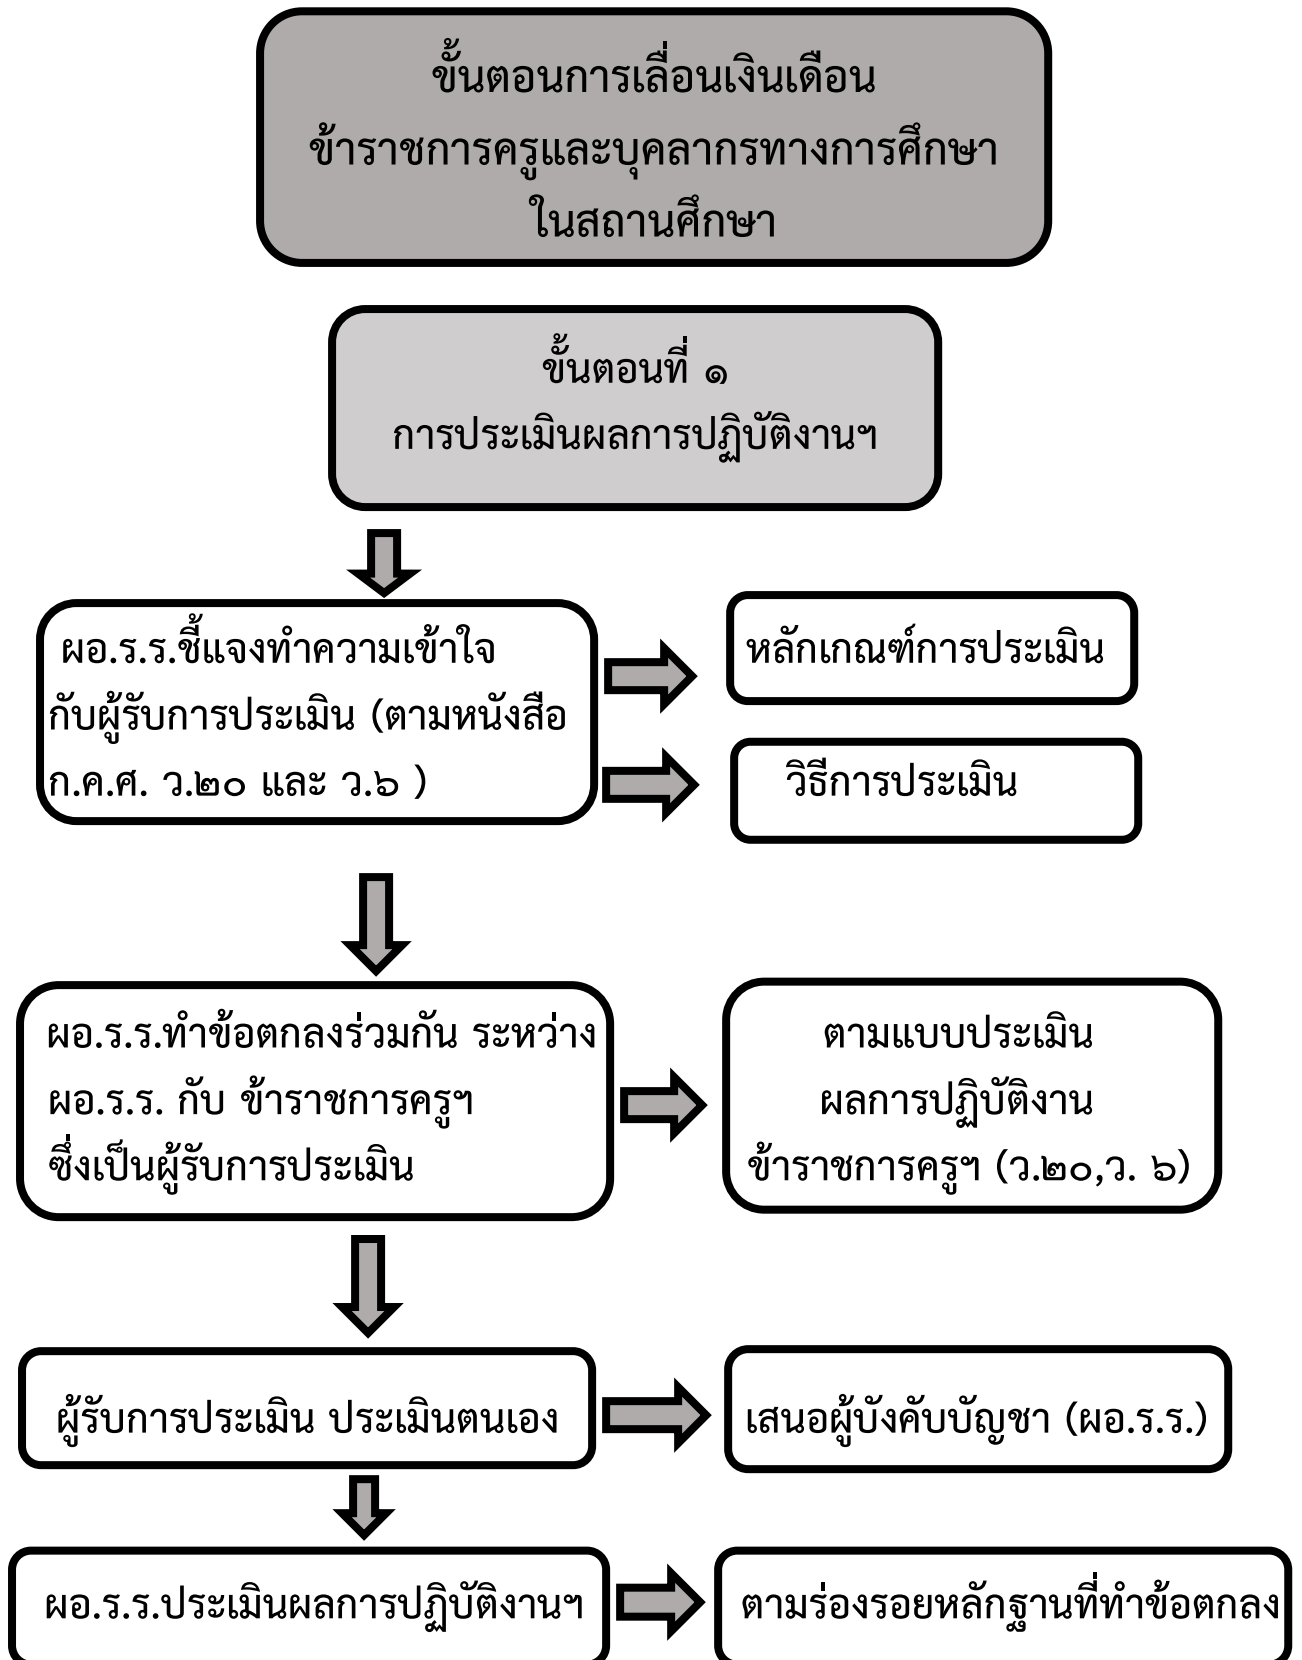 ขั้นตอนการเลื่อนเงินเดือน
ข้าราชการครูและบุคลากรทางการศึกษา
ในสถานศึกษา
ขั้นตอนที่ ๑
การประเมินผลการปฏิบัติงานฯ
ผอ.ร.ร.ชี้แจงทำความเข้าใจ
กับผู้รับการประเมิน (ตามหนังสือ
ก.ค.ศ. ว.๒๐ และ ว.๖ )
หลักเกณฑ์การประเมิน
วิธีการประเมิน
ผอ.ร.ร.ทำข้อตกลงร่วมกัน ระหว่าง
ผอ.ร.ร. กับ ข้าราชการครูฯ
ซึ่งเป็นผู้รับการประเมิน
ตามแบบประเมิน
ผลการปฏิบัติงาน
ข้าราชการครูฯ (ว.๒๐,ว. ๖)
ผู้รับการประเมิน ประเมินตนเอง
เสนอผู้บังคับบัญชา (ผอ.ร.ร.)
ผอ.ร.ร.ประเมินผลการปฏิบัติงานฯ
ตามร่องรอยหลักฐานที่ทำข้อตกลง